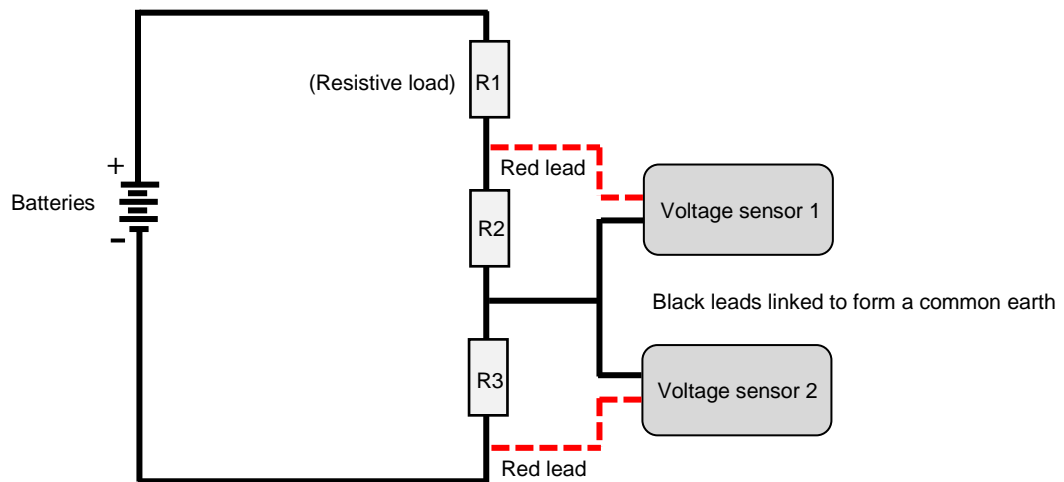 (Resistive load)
R1
+
Red lead
Batteries
Voltage sensor 1
R2
-
Black leads linked to form a common earth
R3
Voltage sensor 2
Red lead